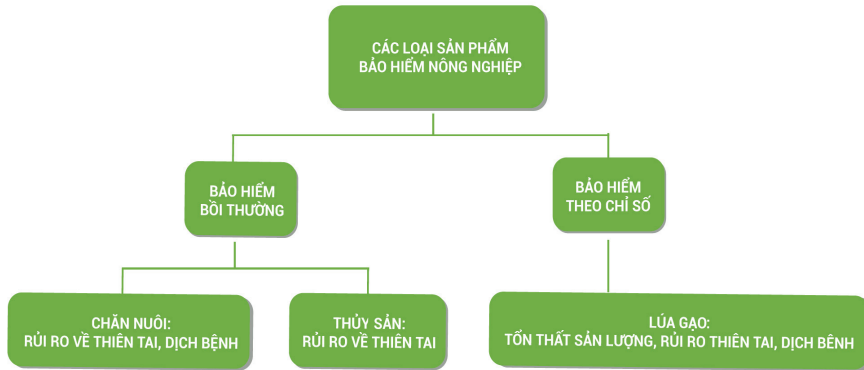 CÁC LOẠI SẢN PHẨM
BẢO HIỂM NÔNG NGHIỆP
BẢO HIỂM
BỒI THƯỜNG
BẢO HIỂM
THEO CHỈ SỐ
CHĂN NUÔI:
RỦI RO VỀ THIÊN TAI, DỊCH BỆNH
THỦY SẢN:
RỦI RO VỀ THIÊN TAI
LÚA GẠO:
TỔN THẤT SẢN LƯỢNG, RỦI RO THIÊN TAI, DỊCH BÊNH